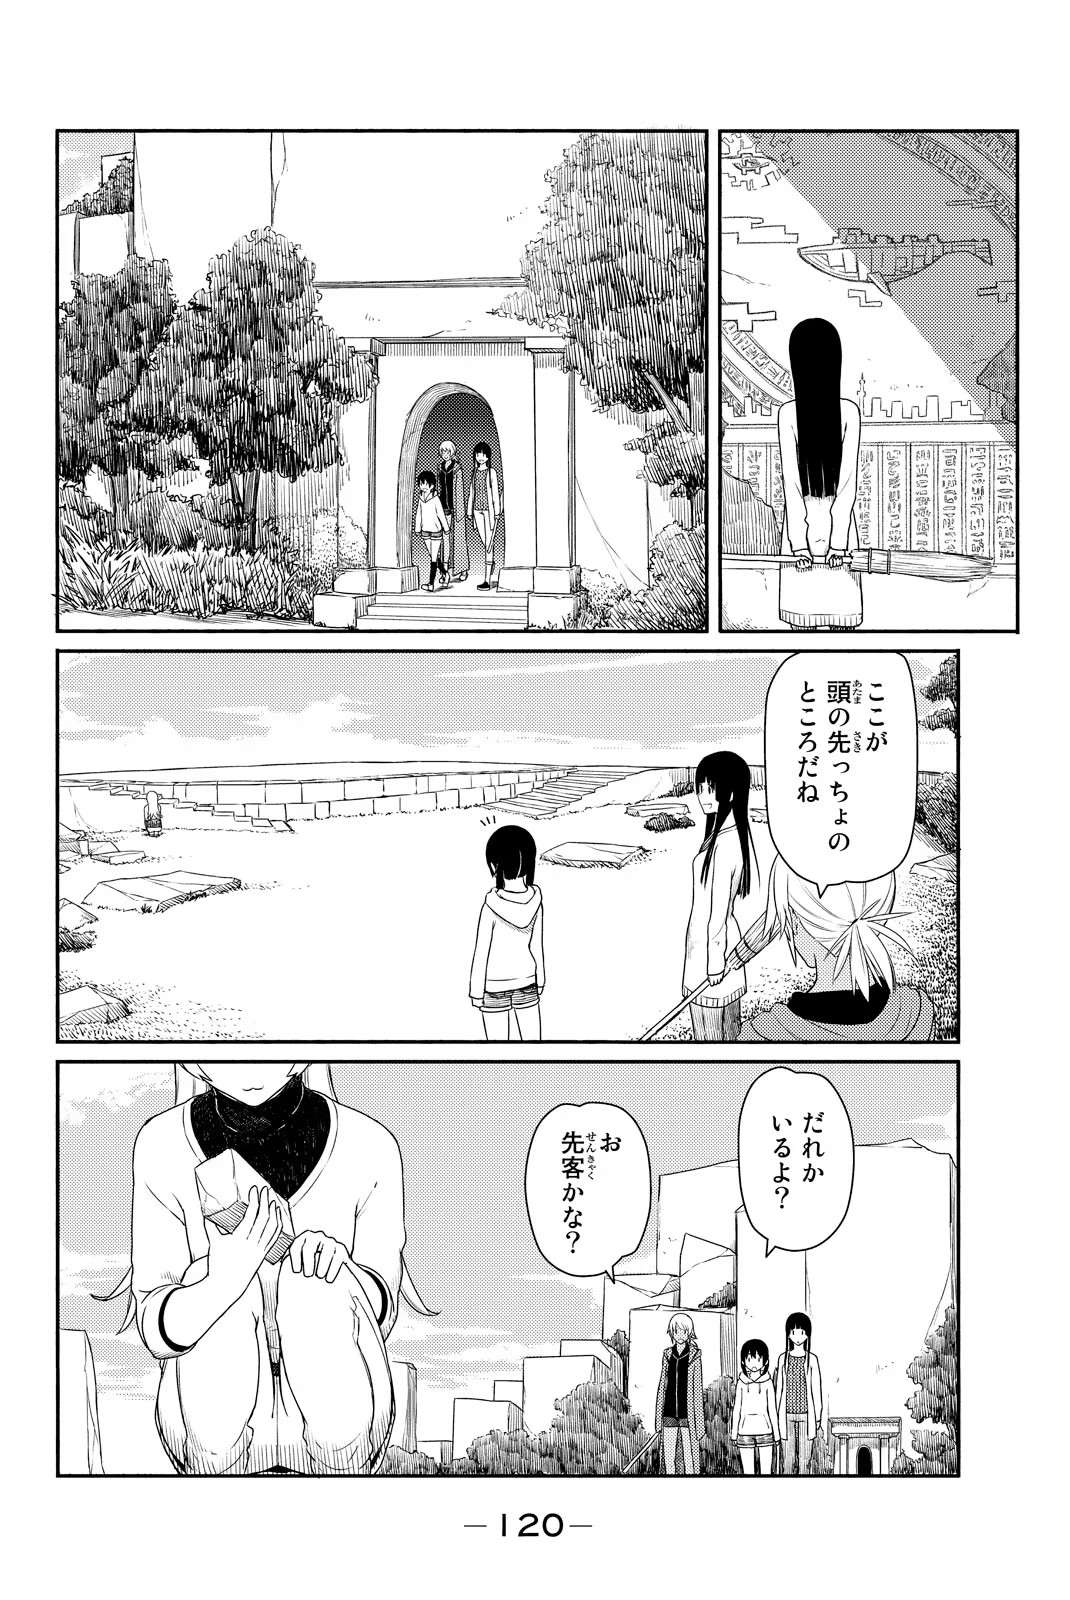 ここが
頭の先っちょの
ところだね
だれか
いるよ？
お
先客かな？
—120—